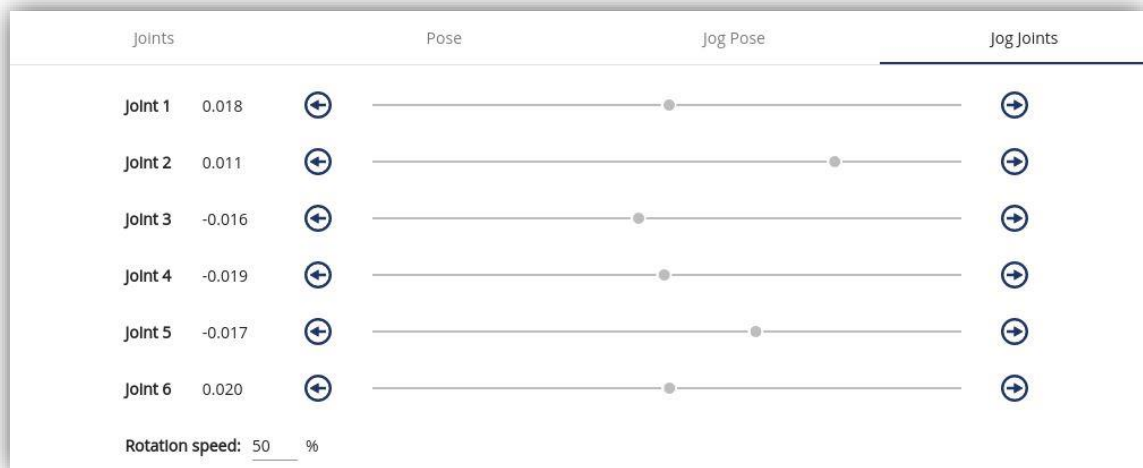 Joints Pose Jog Pose Jog Joints
Joint 1 0.018
Joint 2 0.011
Joint 3 -0.016
Joint 4 -0.019
Joint 5 -0.017
Joint 6 0.020
Rotation speed: 50 %